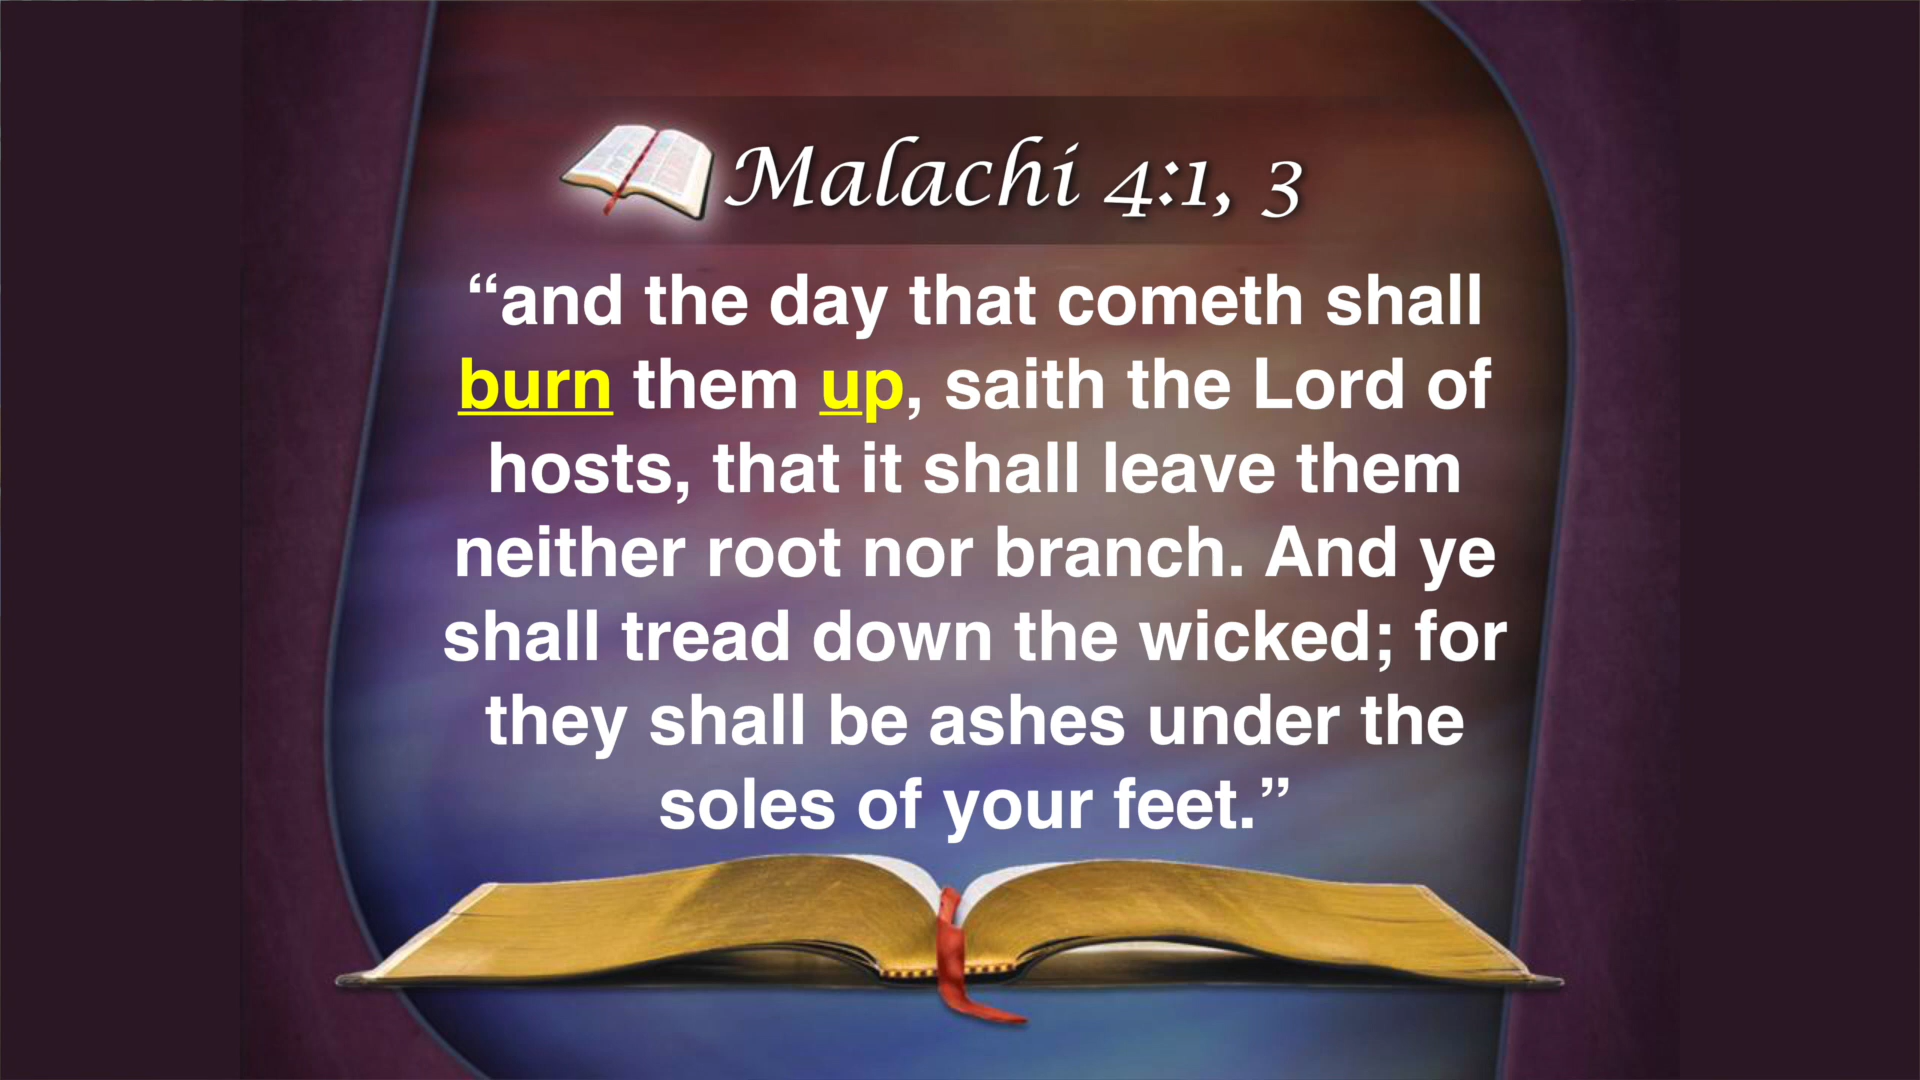 Malachi 4:1, 3
“and the day that cometh shall
burn them up, saith the Lord of
hosts, that it shall leave them
neither root nor branch. And ye
shall tread down the wicked; for
they shall be ashes under the
soles of your feet.”